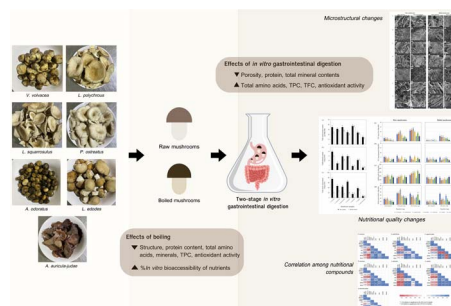 Microstructural changes
Effects of in vitro gastrointestinal digestion
▼ Porosity, protein, total mineral contents
▲ Total amino acids, TPC, TFC, antioxidant activity
V. volvacea
L. polychrous
L. squarrosulus
P. ostreatus
A. odoratus
L. edodes
A. auricula-judae
Raw mushrooms
Boiled mushrooms
Two-stage in vitro
gastrointestinal digestion
Effects of boiling
▼ Structure, protein content, total amino
acids, minerals, TPC, antioxidant activity
▲ %In vitro bioaccessibility of nutrients
Nutritional quality changes
Correlation among nutritional
compounds